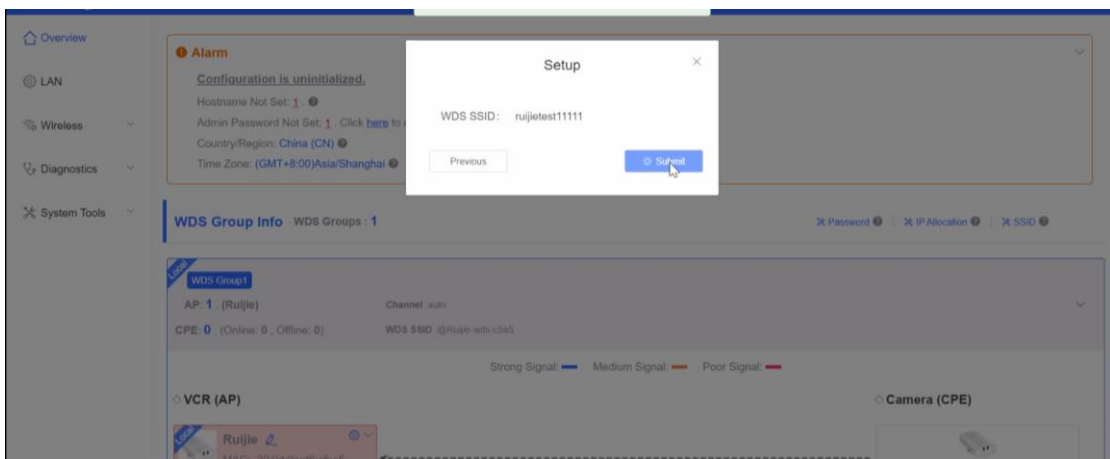 Overview
LAN
Wireless
Diagnostics
System Tools
Alarm
Configuration is uninitialized.
Hostname Not Set: 1 .
Admin Password Not Set: 1 . Click here to
Country/Region: China (CN)
Time Zone: (GMT+8:00)Asia/Shanghai
Setup
WDS SSID: ruijietest11111
Previous
Submit
WDS Group Info WDS Groups : 1
Password
IP Allocation
SSID
Local
WDS Group1
AP: 1 . (Ruijie)
Channel :auto
CPE: 0 . (Online: 0 , Offline: 0)
WDS SSID :@Ruijie-wds-c5a5
Strong Signal:
Medium Signal:
Poor Signal:
VCR (AP)
Camera (CPE)
Local
Ruijie